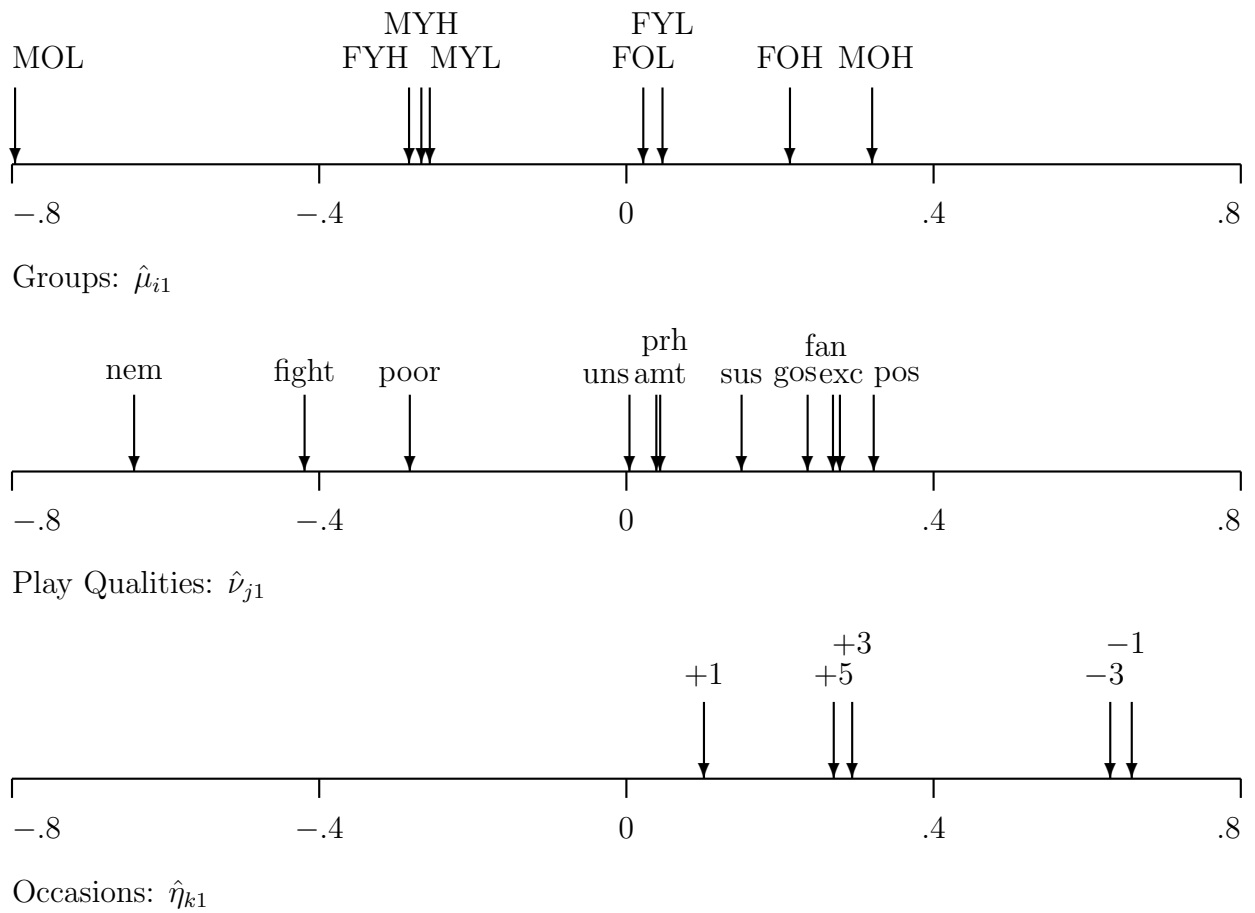 MYH FYL
MOL FYH MYL FOL FOH MOH
−.8 −.4 0 .4 .8
Groups: μ̂ᵢ₁
prh fan
nem fight poor uns amt sus gos exc pos
−.8 −.4 0 .4 .8
Play Qualities: ν̂ⱼ₁
+3 −1
+1 +5 −3
−.8 −.4 0 .4 .8
Occasions: η̂ₖ₁